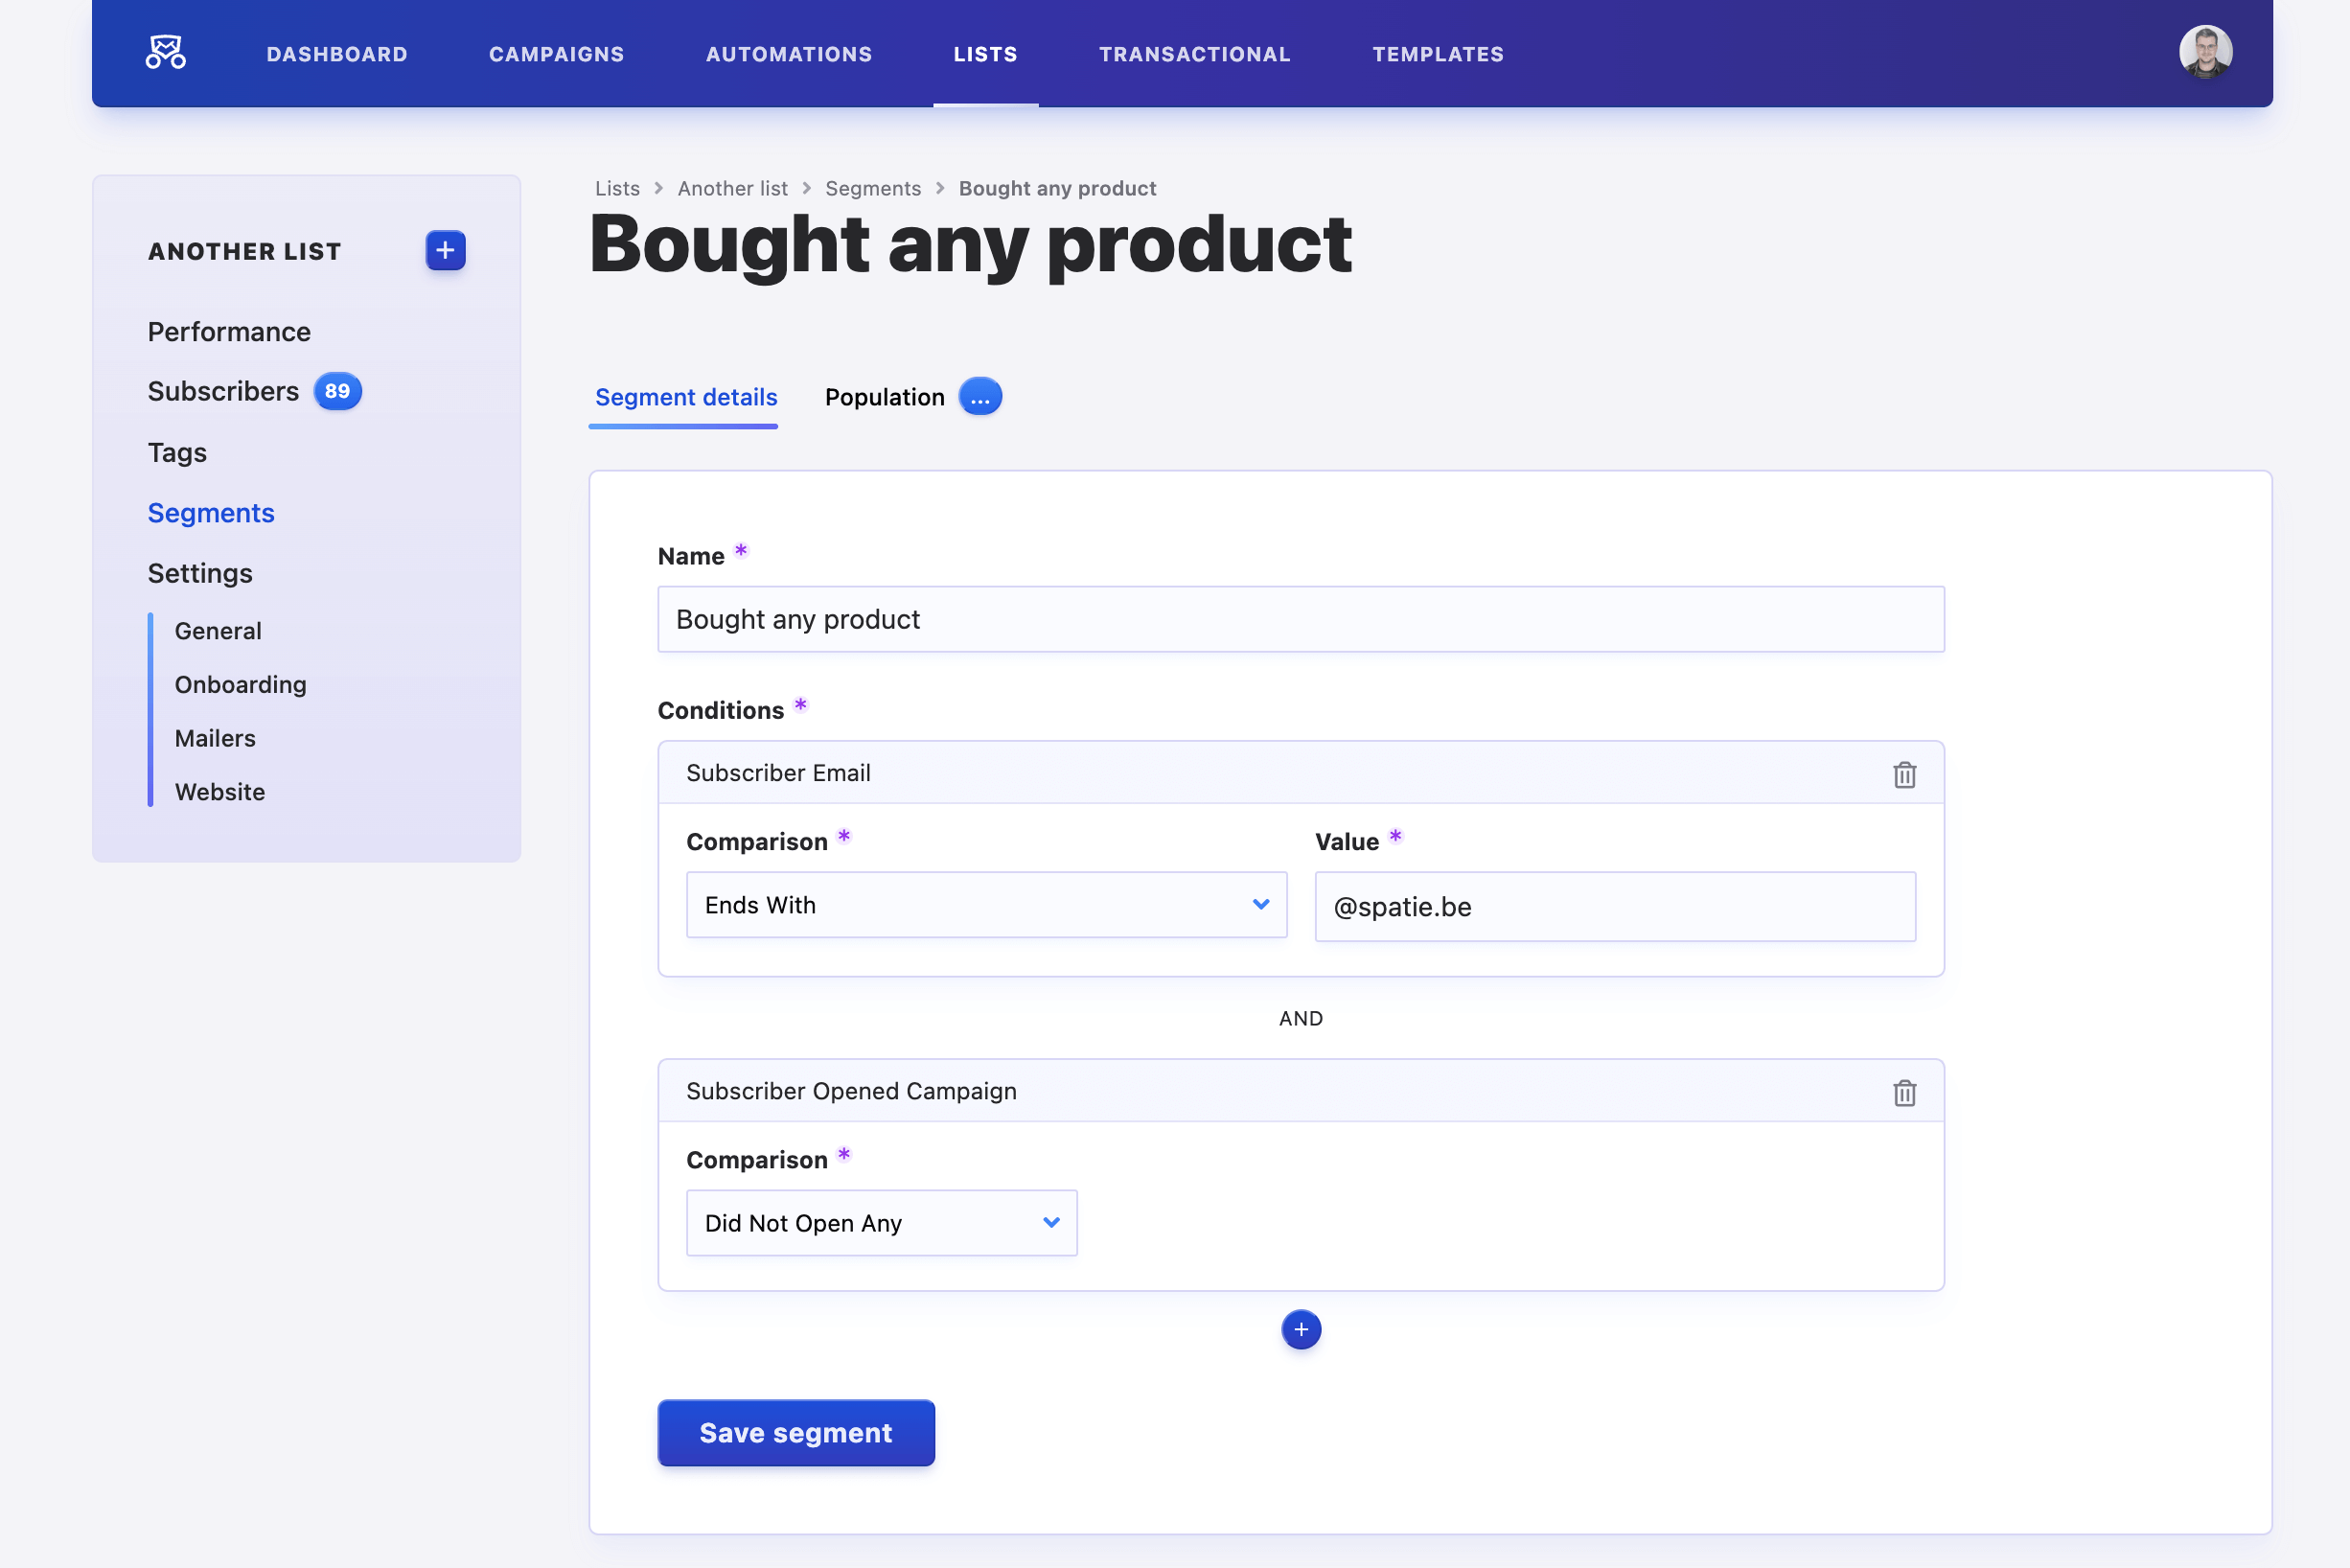 DASHBOARD CAMPAIGNS AUTOMATIONS LISTS TRANSACTIONAL TEMPLATES
ANOTHER LIST +
Performance
Subscribers 89
Tags
Segments
Settings
General
Onboarding
Mailers
Website
Lists > Another list > Segments > Bought any product
Bought any product
Segment details Population ...
Name *
Bought any product
Conditions *
Subscriber Email
Comparison * Value *
Ends With @spatie.be
AND
Subscriber Opened Campaign
Comparison *
Did Not Open Any
+
Save segment